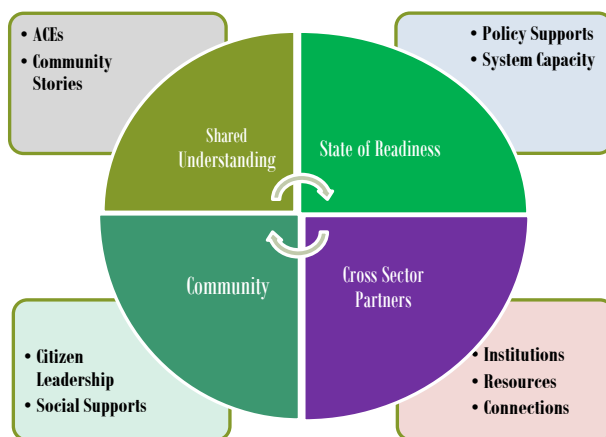 • ACEs
• Community
Stories
• Policy Supports
• System Capacity
Shared
Understanding
State of Readiness
Community
Cross Sector
Partners
• Citizen
Leadership
• Social Supports
• Institutions
• Resources
• Connections